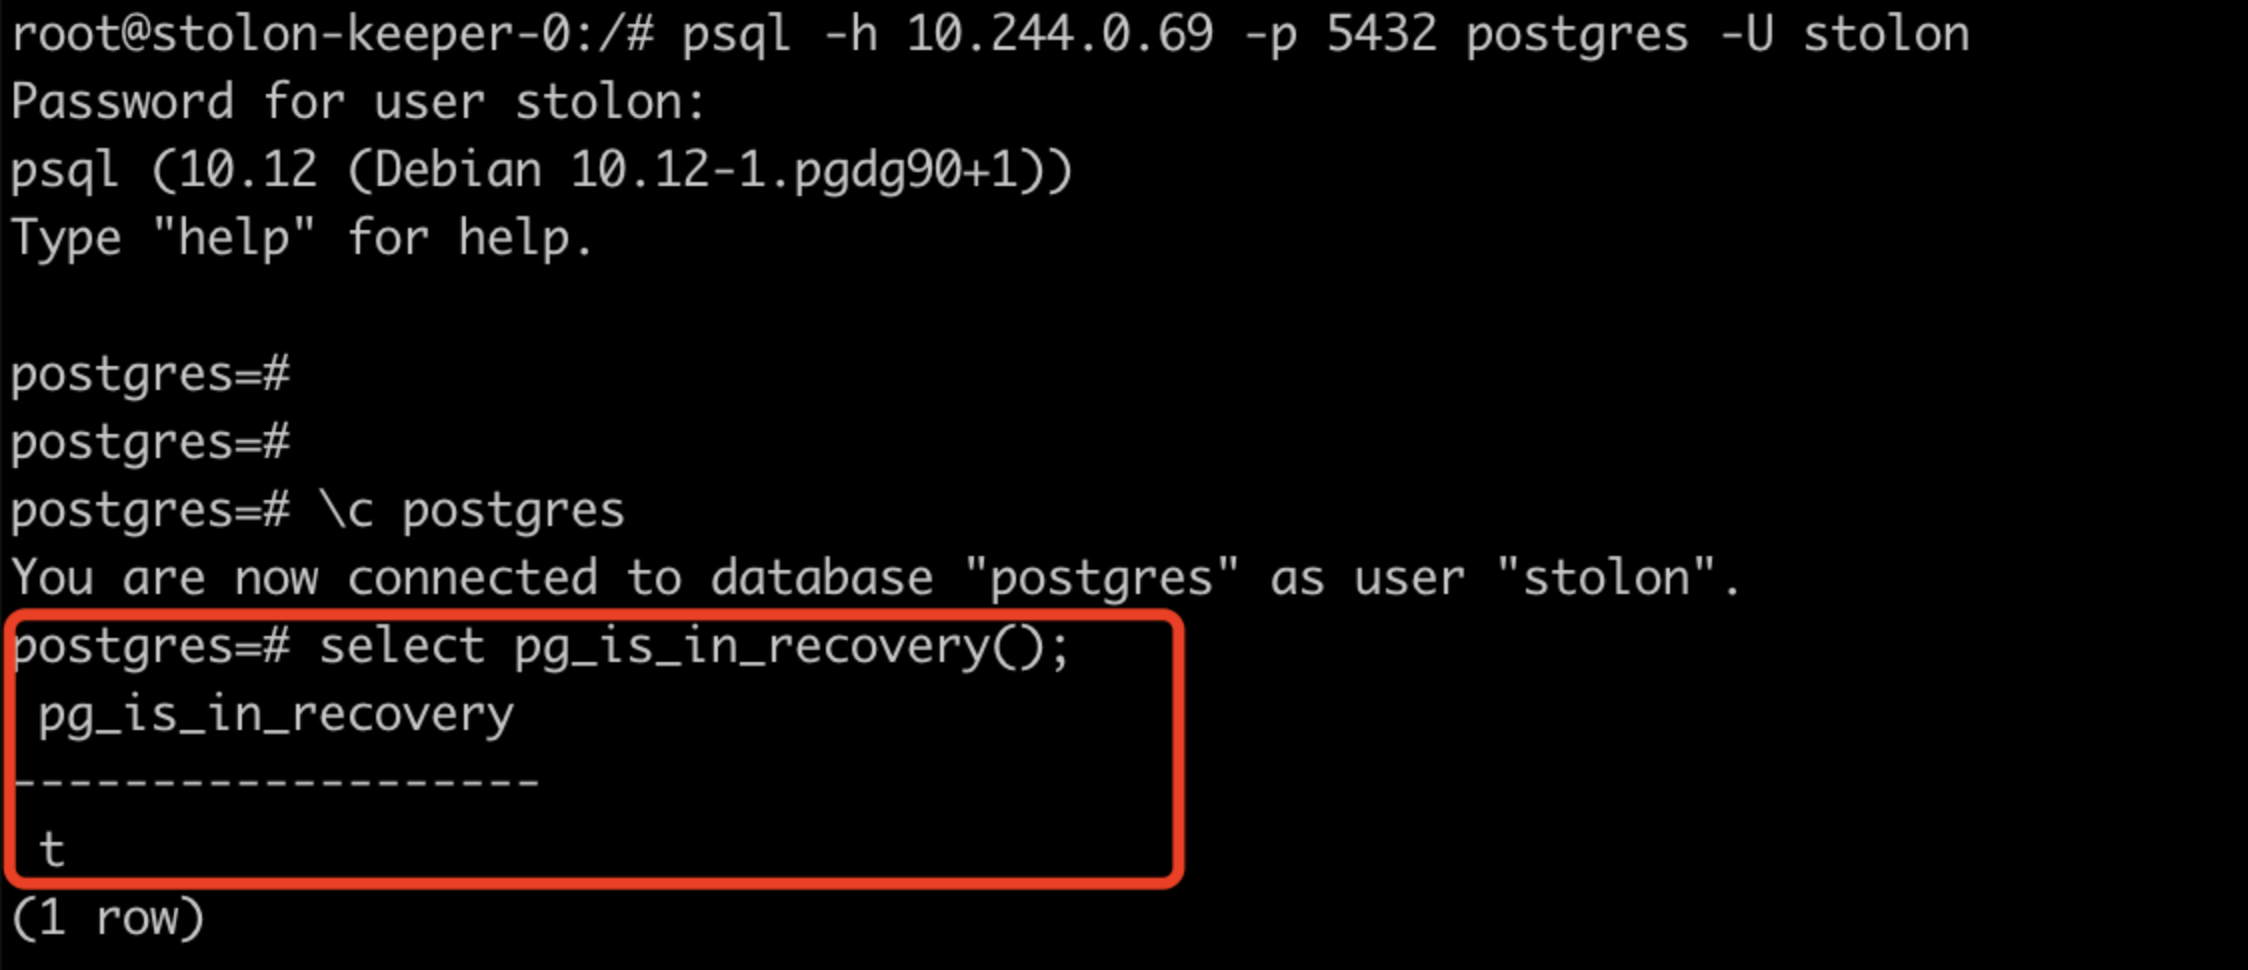 root@stolon-keeper-0:/# psql -h 10.244.0.69 -p 5432 postgres -U stolon
Password for user stolon:
psql (10.12 (Debian 10.12-1.pgdg90+1))
Type "help" for help.

postgres=#
postgres=#
postgres=# \c postgres
You are now connected to database "postgres" as user "stolon".
postgres=# select pg_is_in_recovery();
 pg_is_in_recovery
-------------------
 t
(1 row)